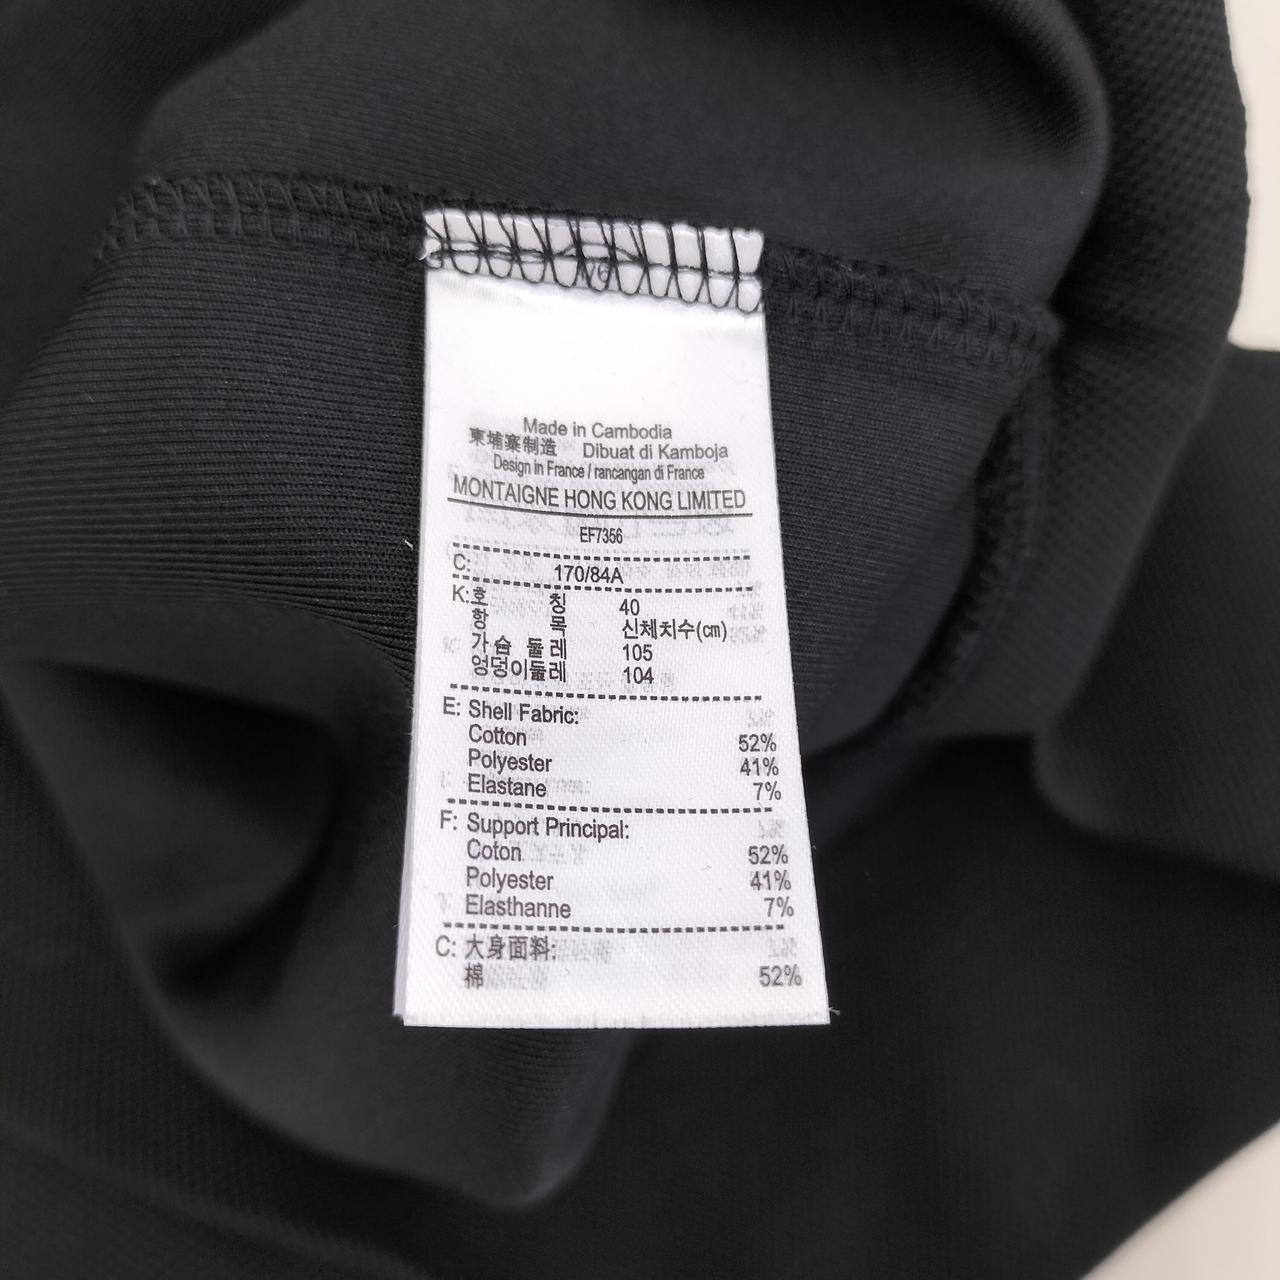 Made in Cambodia
柬埔寨制造 Dibuat di Kamboja
Design in France / rancangan di France
MONTAIGNE HONG KONG LIMITED
EF7356
C: 170/84A
K: 호 칭 40
항 목 신체치수(cm)
가슴 둘레 105
엉덩이둘레 104
E: Shell Fabric:
Cotton 52%
Polyester 41%
Elastane 7%
F: Support Principal:
Coton 52%
Polyester 41%
Elasthanne 7%
C: 大身面料:
棉 52%